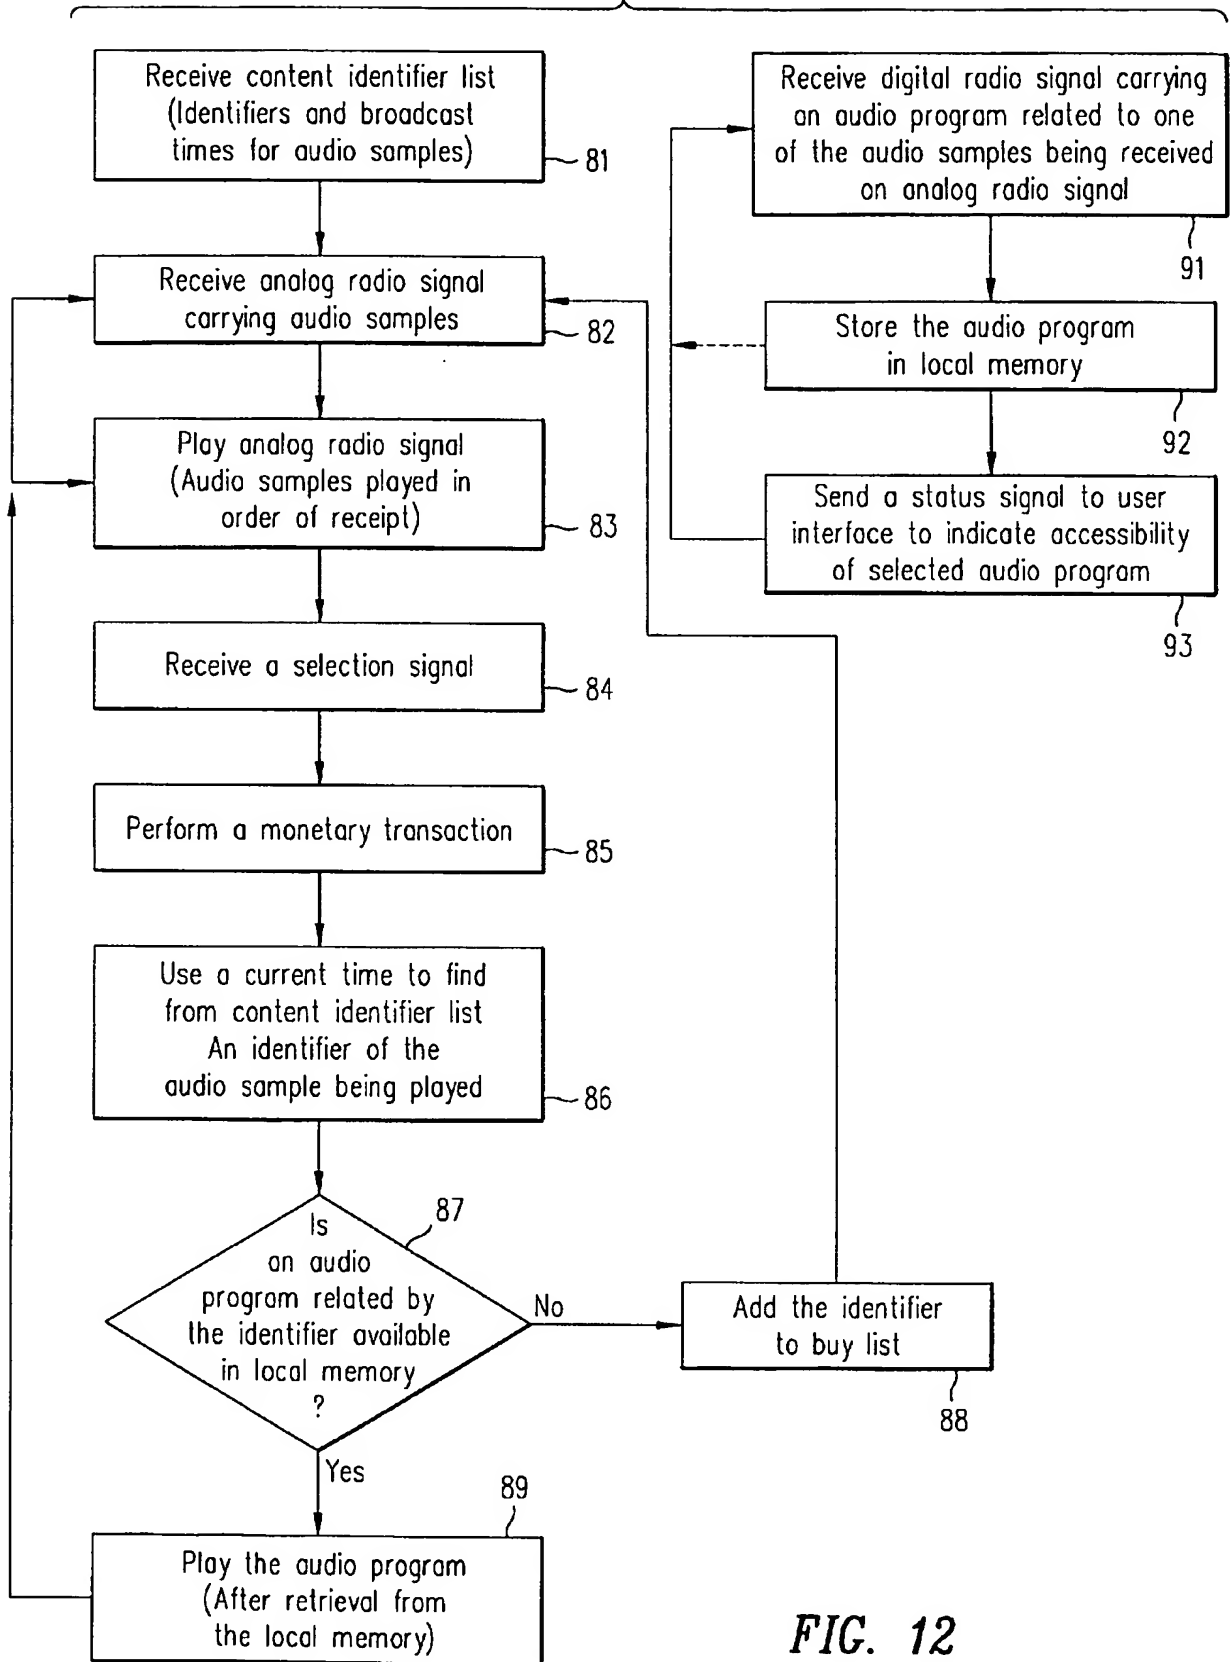 Receive content identifier list
(Identifiers and broadcast
times for audio samples)
81
Receive analog radio signal
carrying audio samples
82
Play analog radio signal
(Audio samples played in
order of receipt)
83
Receive a selection signal
84
Perform a monetary transaction
85
Use a current time to find
from content identifier list
An identifier of the
audio sample being played
86
87
Is
an audio
program related by
the identifier available
in local memory
?
No
Yes
Add the identifier
to buy list
88
89
Play the audio program
(After retrieval from
the local memory)
Receive digital radio signal carrying
an audio program related to one
of the audio samples being received
on analog radio signal
91
Store the audio program
in local memory
92
Send a status signal to user
interface to indicate accessibility
of selected audio program
93
FIG. 12